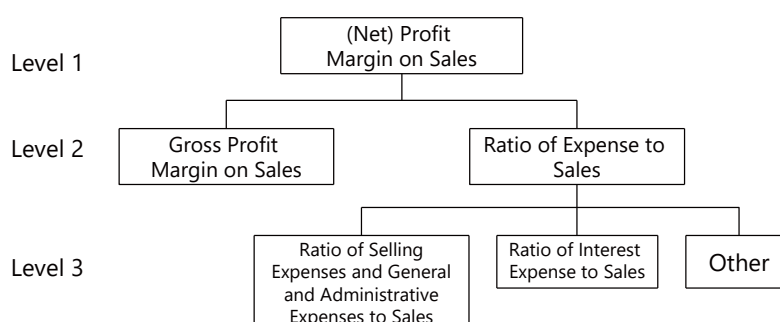 Level 1
(Net) Profit
Margin on Sales
Level 2
Gross Profit
Margin on Sales
Ratio of Expense to
Sales
Level 3
Ratio of Selling
Expenses and General
and Administrative
Expenses to Sales
Ratio of Interest
Expense to Sales
Other